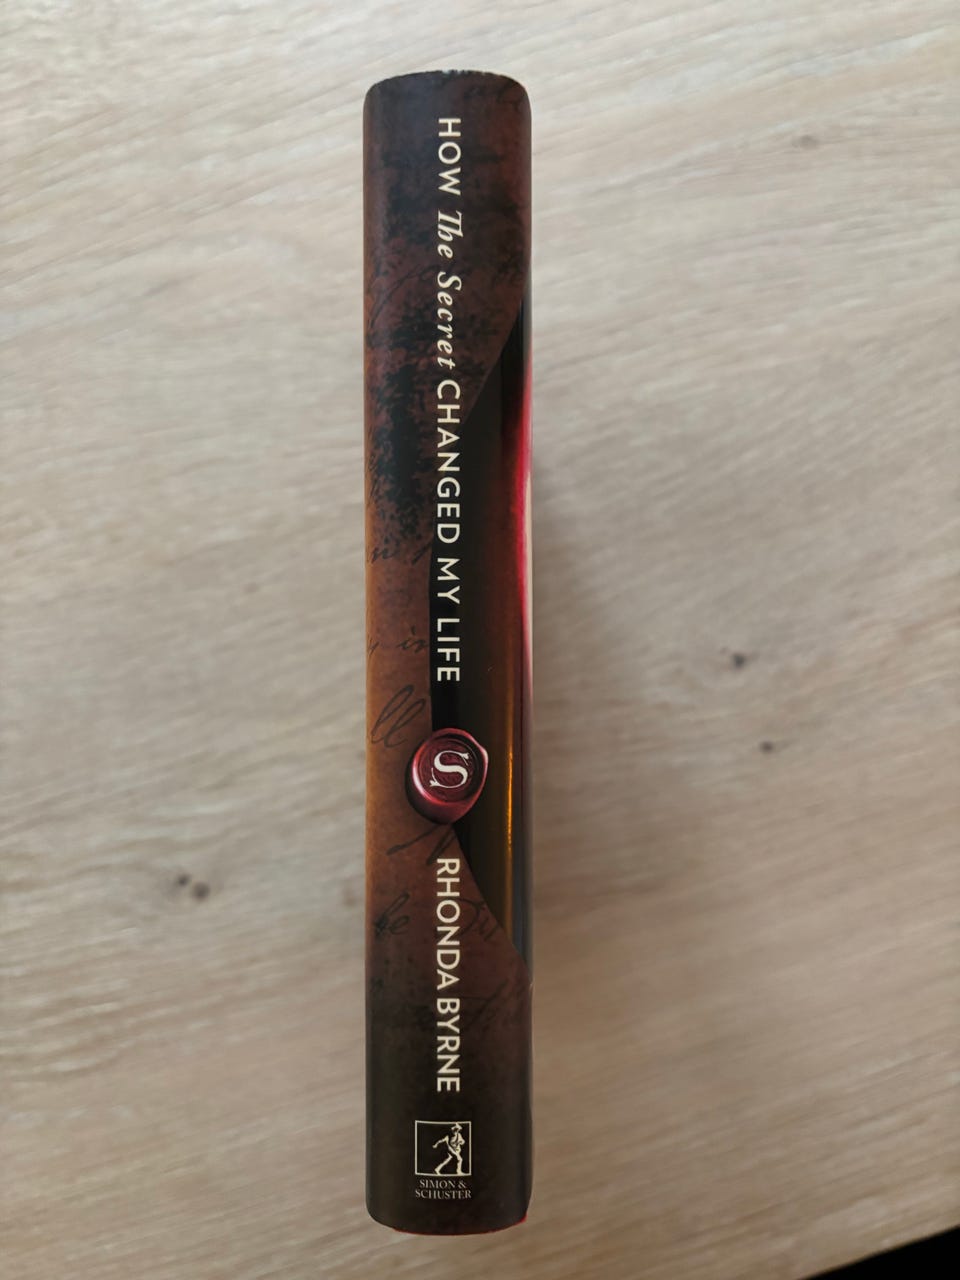 HOW The Secret CHANGED MY LIFE
S
RHONDA BYRNE
SIMON &
SCHUSTER